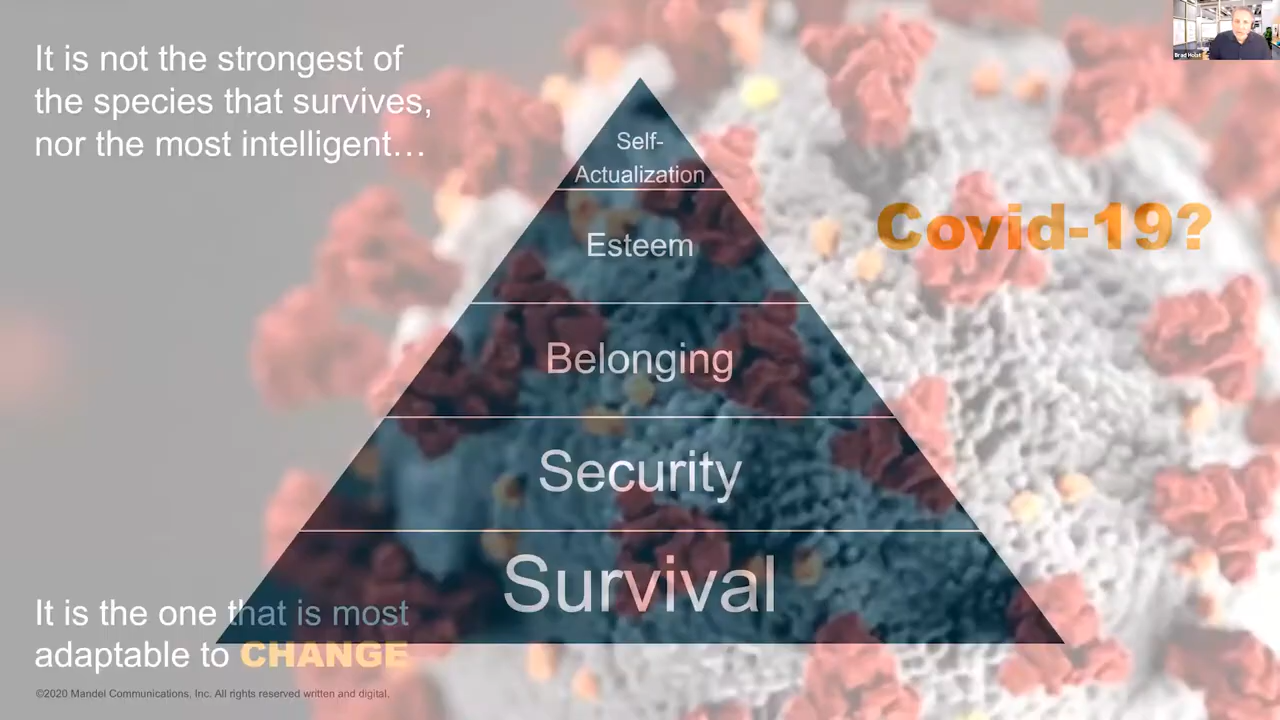 It is not the strongest of
the species that survives,
nor the most intelligent…
Brad Holst
Self-
Actualization
Covid-19?
Esteem
Belonging
Security
Survival
It is the one that is most
adaptable to CHANGE
©2020 Mandel Communications, Inc. All rights reserved written and digital.